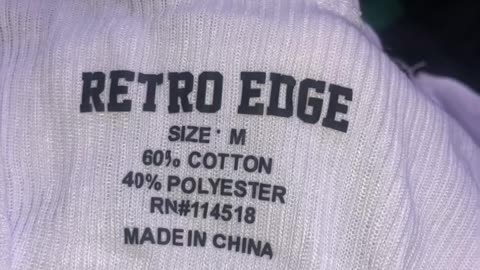 RETRO EDGE
SIZE: M
60% COTTON
40% POLYESTER
RN#114518
MADE IN CHINA